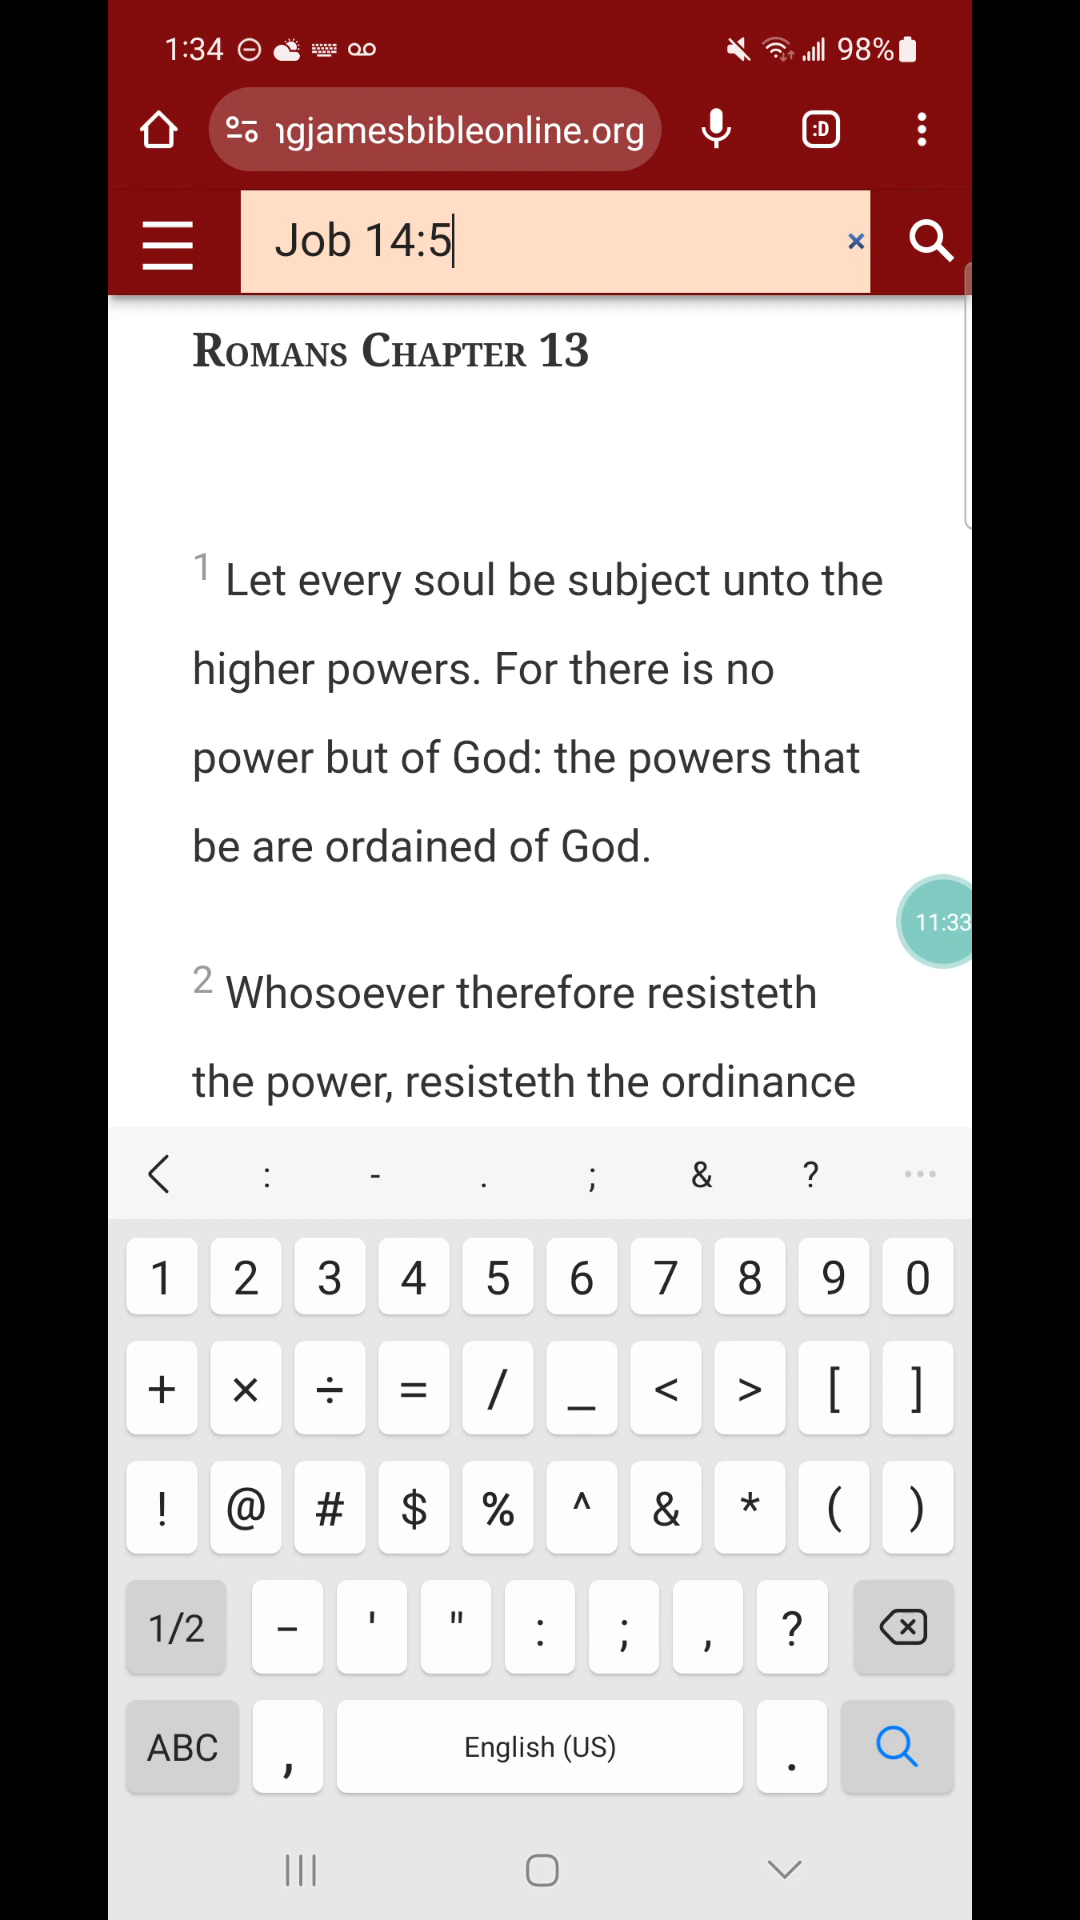 1:34 98%
ngjamesbibleonline.org :D
Job 14:5 ×
Romans Chapter 13
1 Let every soul be subject unto the
higher powers. For there is no
power but of God: the powers that
be are ordained of God.
11:33
2 Whosoever therefore resisteth
the power, resisteth the ordinance
: - . ; & ? ...
1 2 3 4 5 6 7 8 9 0
+ × ÷ = / _ < > [ ]
! @ # $ % ^ & * ( )
1/2 - ' " : ; , ?
ABC , English (US) .